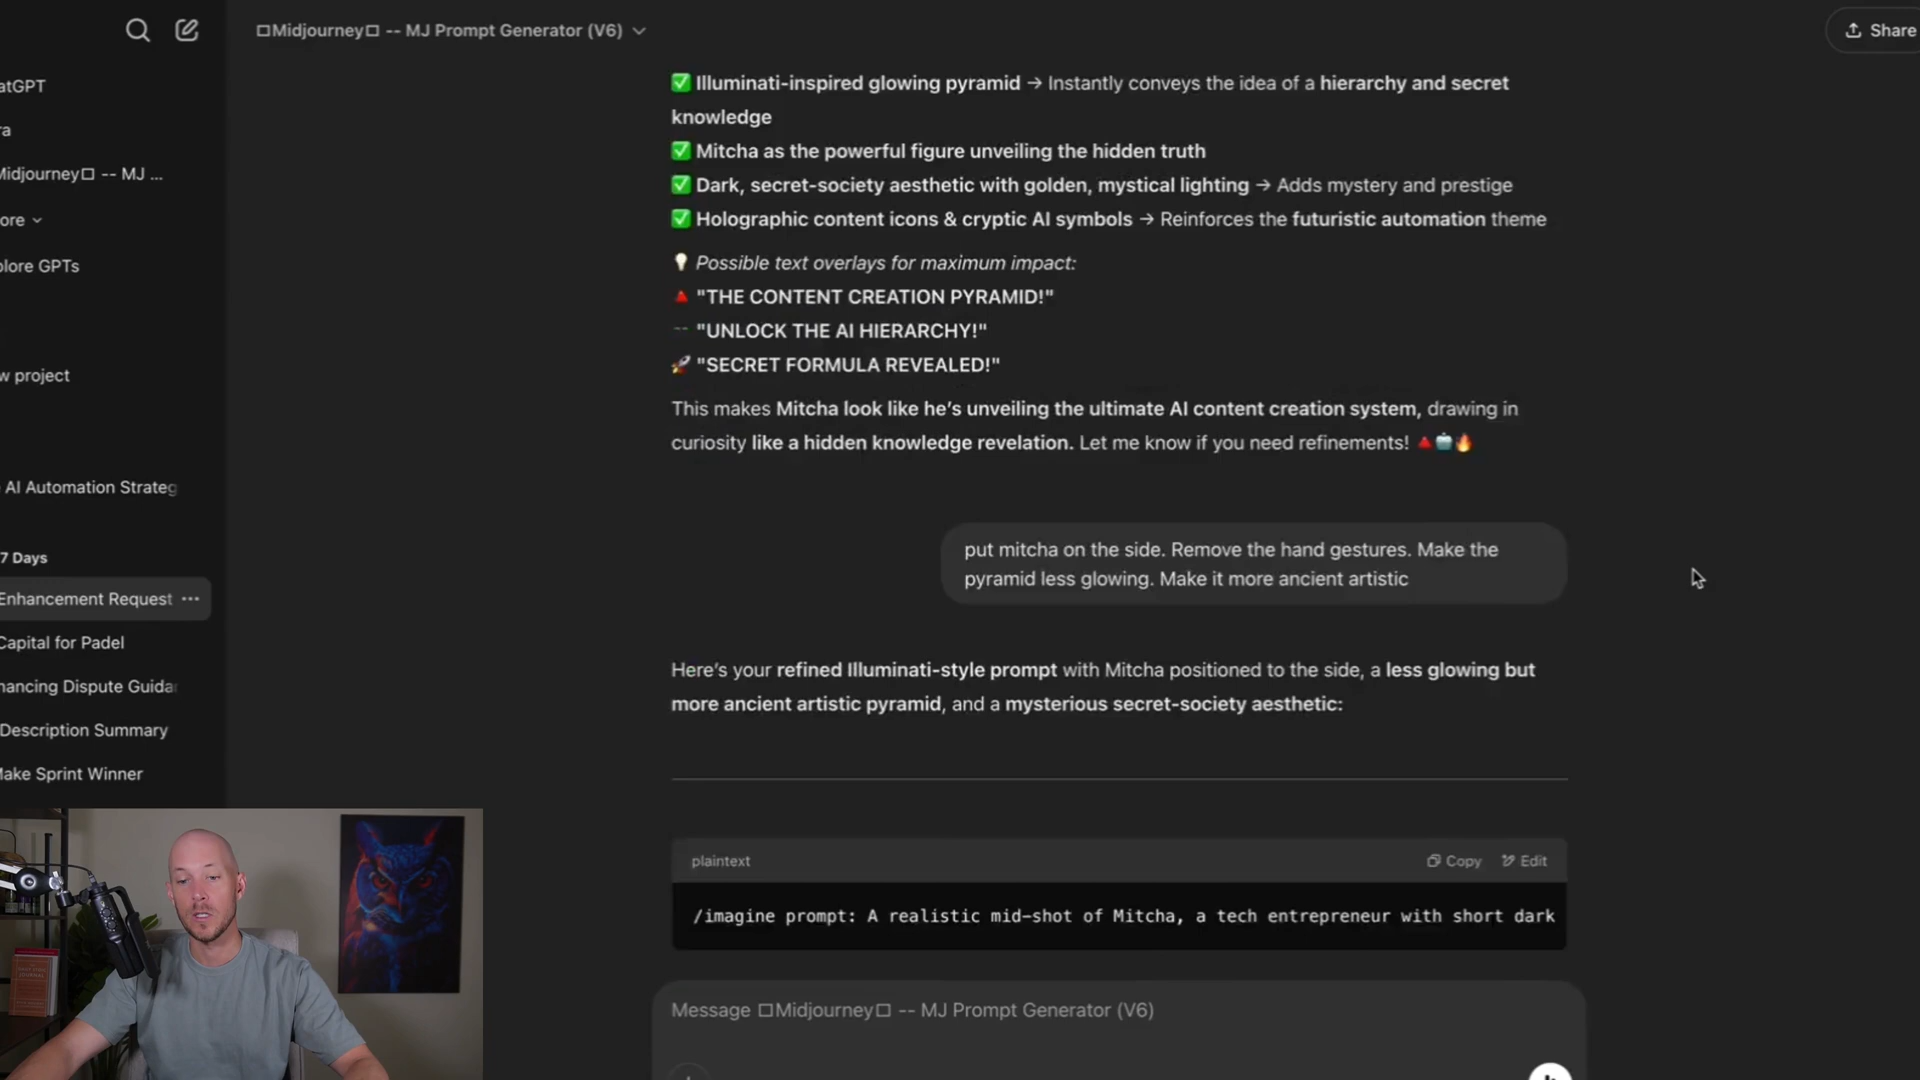 □Midjourney□ -- MJ Prompt Generator (V6)
Share
atGPT
ra
Midjourney□ -- MJ ...
ore
plore GPTs
w project
AI Automation Strateg
7 Days
Enhancement Request ...
Capital for Padel
nancing Dispute Guida
Description Summary
Make Sprint Winner
✅ Illuminati-inspired glowing pyramid → Instantly conveys the idea of a hierarchy and secret
knowledge
✅ Mitcha as the powerful figure unveiling the hidden truth
✅ Dark, secret-society aesthetic with golden, mystical lighting → Adds mystery and prestige
✅ Holographic content icons & cryptic AI symbols → Reinforces the futuristic automation theme
💡 Possible text overlays for maximum impact:
🔺 "THE CONTENT CREATION PYRAMID!"
"UNLOCK THE AI HIERARCHY!"
🚀 "SECRET FORMULA REVEALED!"
This makes Mitcha look like he's unveiling the ultimate AI content creation system, drawing in
curiosity like a hidden knowledge revelation. Let me know if you need refinements! 🔺🤖🔥
put mitcha on the side. Remove the hand gestures. Make the
pyramid less glowing. Make it more ancient artistic
Here's your refined Illuminati-style prompt with Mitcha positioned to the side, a less glowing but
more ancient artistic pyramid, and a mysterious secret-society aesthetic:
plaintext
Copy Edit
/imagine prompt: A realistic mid-shot of Mitcha, a tech entrepreneur with short dark
Message □Midjourney□ -- MJ Prompt Generator (V6)